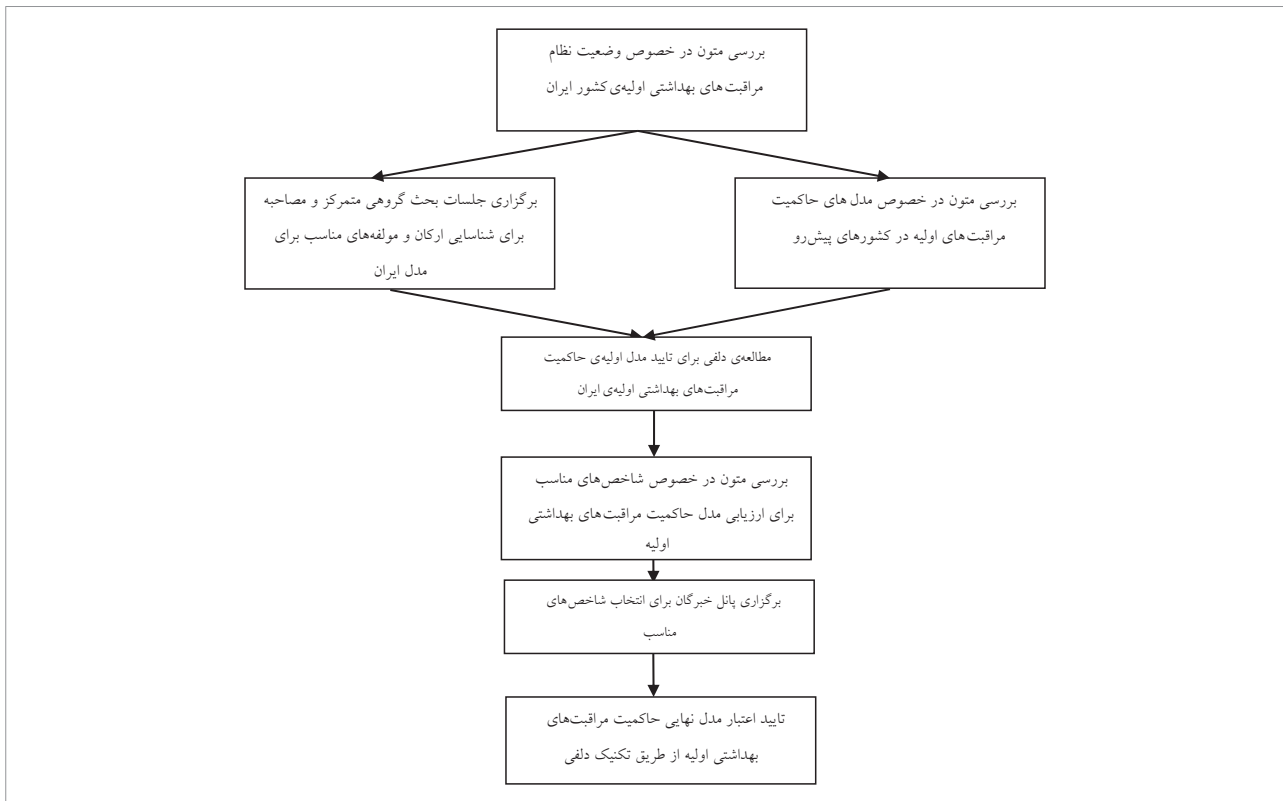 بررسی متون در خصوص وضعیت نظام
مراقبت‌های بهداشتی اولیه‌ی کشور ایران
بررسی متون در خصوص مدل های حاکمیت
مراقبت‌های اولیه در کشورهای پیش‌رو
برگزاری جلسات بحث گروهی متمرکز و مصاحبه
برای شناسایی ارکان و مولفه‌های مناسب برای
مدل ایران
مطالعه‌ی دلفی برای تایید مدل اولیه‌ی حاکمیت
مراقبت‌های بهداشتی اولیه‌ی ایران
بررسی متون در خصوص شاخص‌های مناسب
برای ارزیابی مدل حاکمیت مراقبت‌های بهداشتی
اولیه
برگزاری پانل خبرگان برای انتخاب شاخص‌های
مناسب
تایید اعتبار مدل نهایی حاکمیت مراقبت‌های
بهداشتی اولیه از طریق تکنیک دلفی